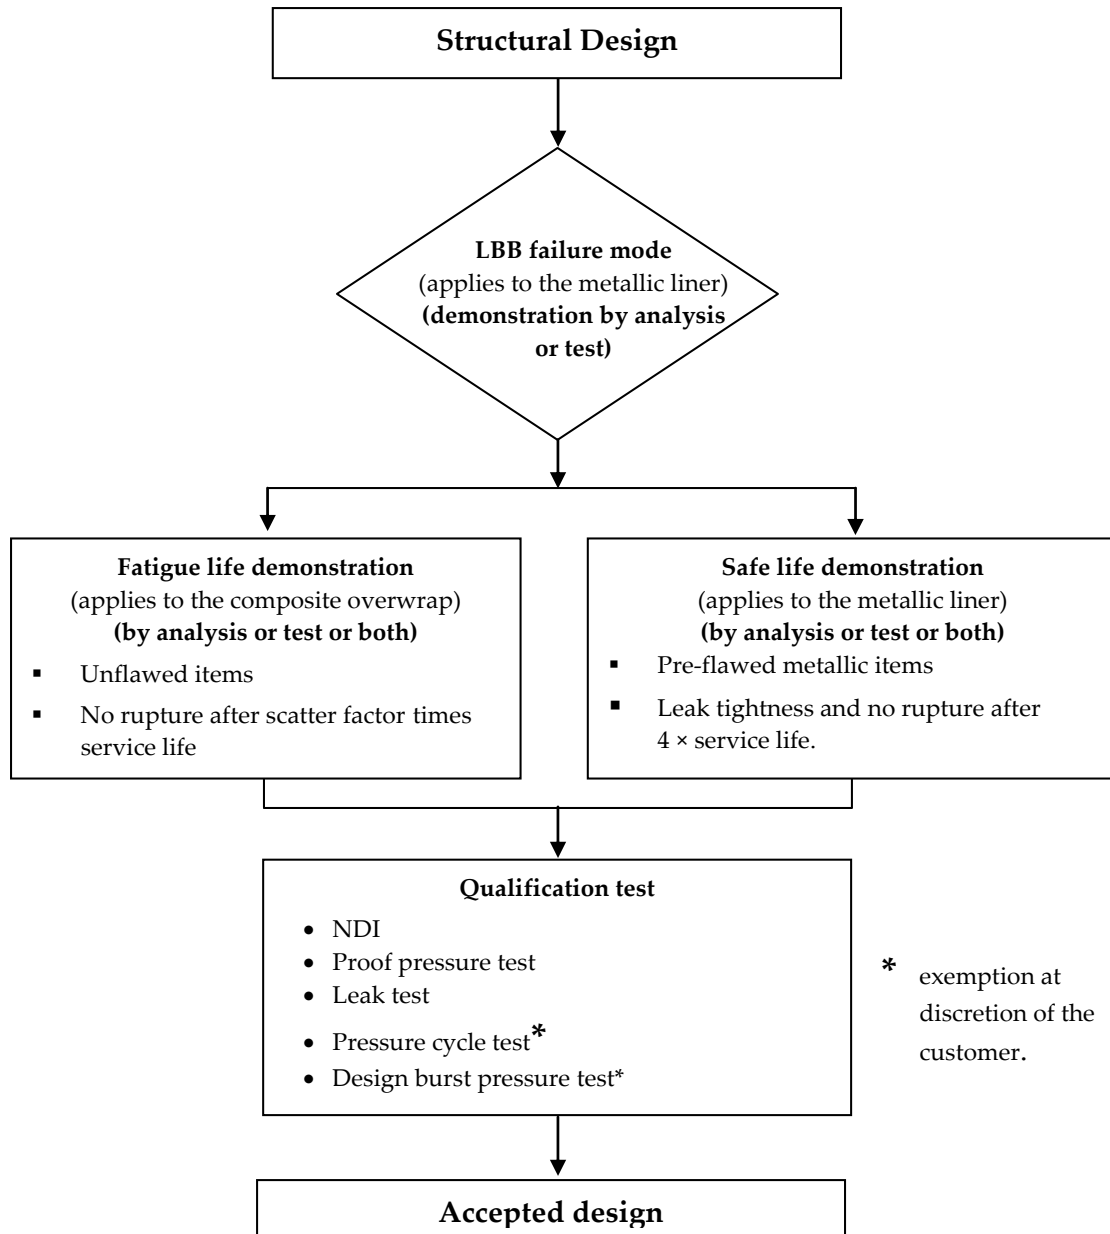 Structural Design
LBB failure mode
(applies to the metallic liner)
(demonstration by analysis
or test)
Fatigue life demonstration
(applies to the composite overwrap)
(by analysis or test or both)
▪ Unflawed items
▪ No rupture after scatter factor times
service life
Safe life demonstration
(applies to the metallic liner)
(by analysis or test or both)
▪ Pre-flawed metallic items
▪ Leak tightness and no rupture after
4 × service life.
Qualification test
• NDI
• Proof pressure test
• Leak test
• Pressure cycle test*
• Design burst pressure test*
* exemption at
discretion of the
customer.
Accepted design